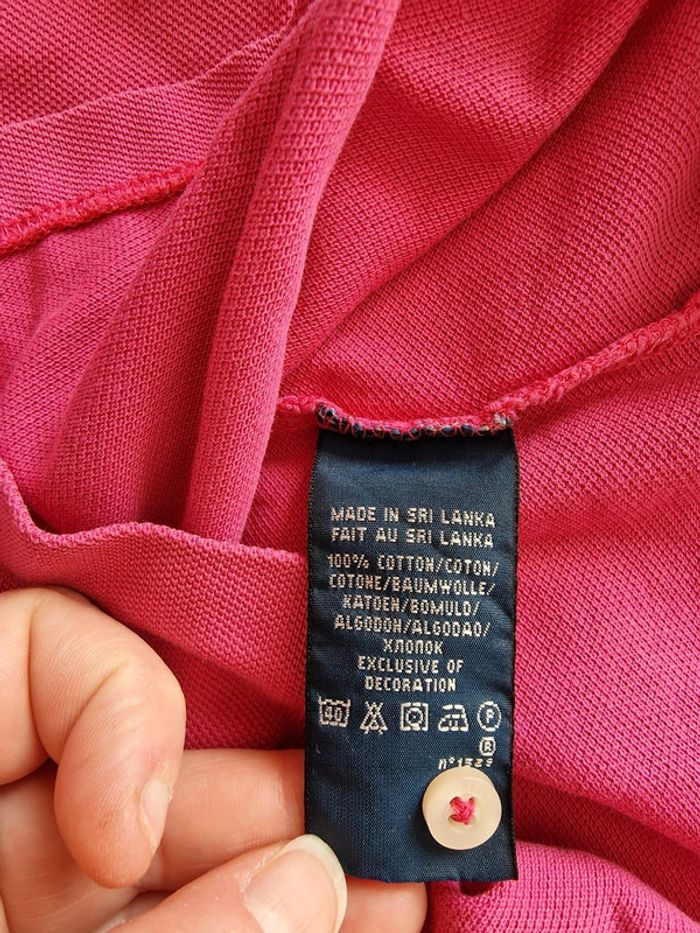 MADE IN SRI LANKA
FAIT AU SRI LANKA
100% COTTON/COTON/
COTONE/BAUMWOLLE/
KATOEN/BOMULD/
ALGODON/ALGODAO/
ХЛОПОК
EXCLUSIVE OF
DECORATION
40 P
®